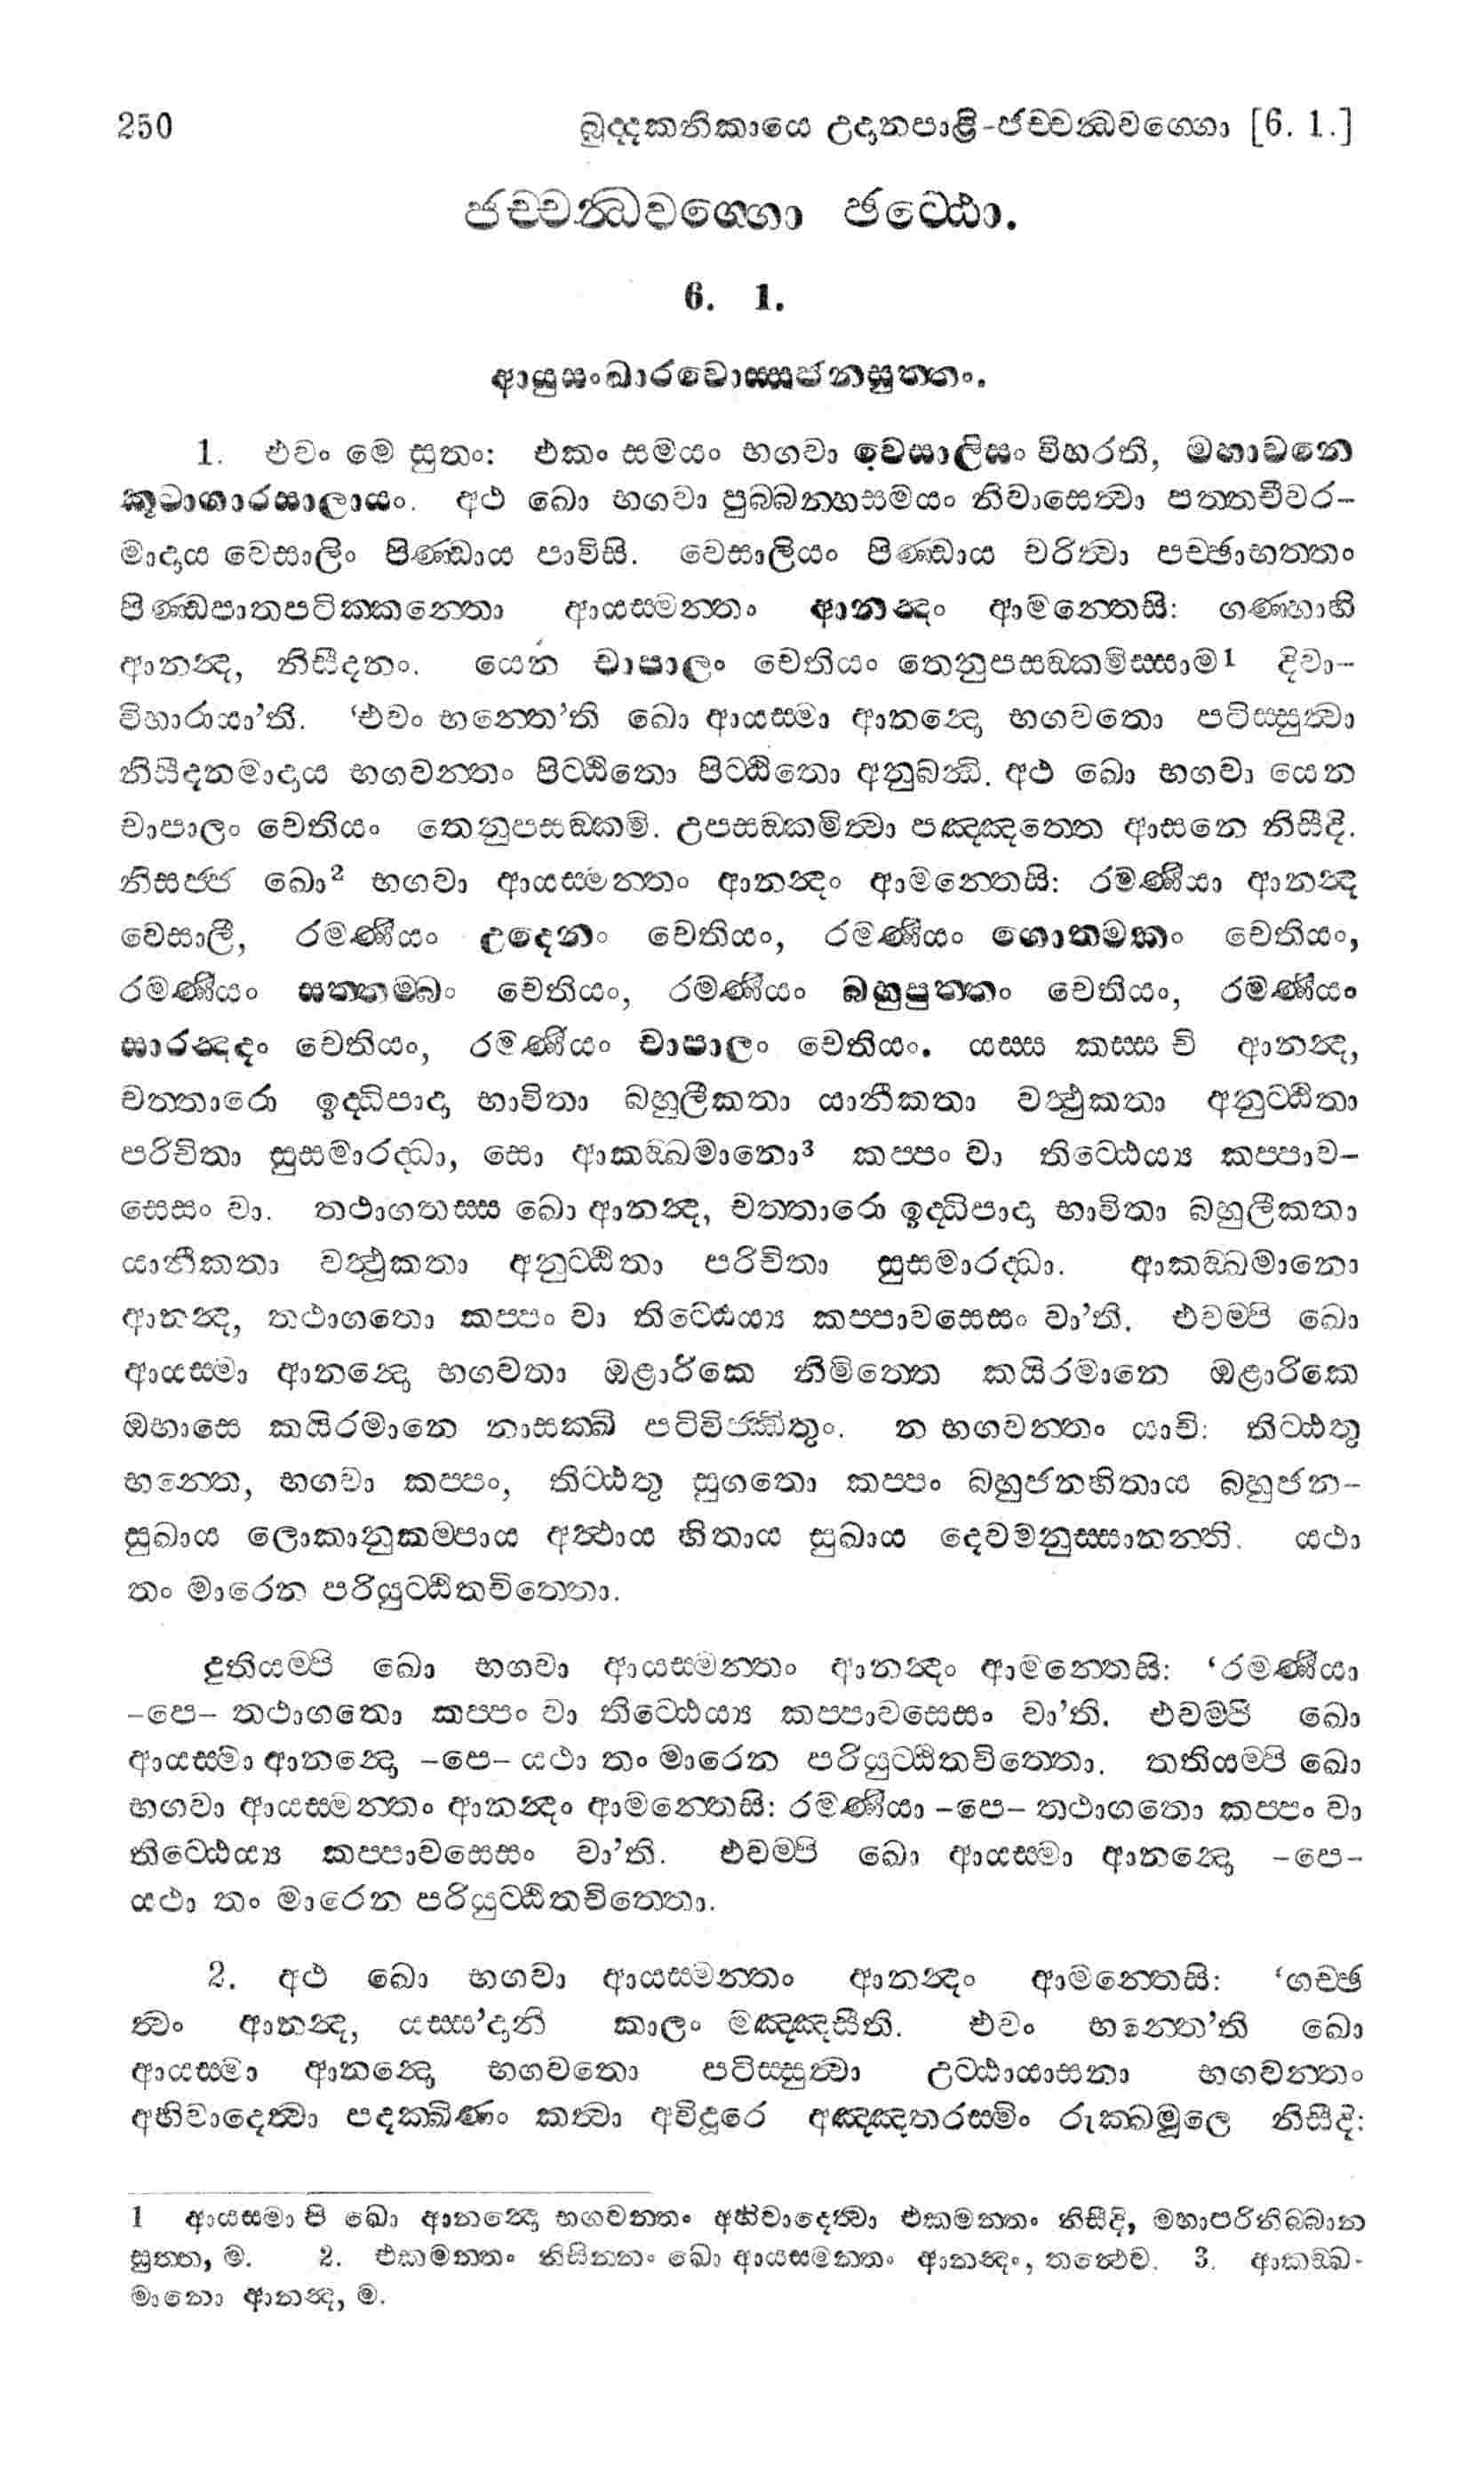 250 ඛුද්දකනිකායෙ උදානපාළි-ජච්චන්ධවග්ගො [6. 1.]
ජච්චන්ධවග්ගො ඡට්ඨො.
6. 1.
ආයුසංඛාරවොස්සජනසුත්තං.
1. එවං මෙ සුතං: එකං සමයං භගවා වෙසාලිසං විහරති, මහාවනෙ
කූටාගාරසාලායං. අථ ඛො භගවා පුබ්බන්හසමයං නිවාසෙත්වා පත්තචීවර-
මාදාය වෙසාලිං පිණ්ඩාය පාවිසි. වෙසාලියං පිණ්ඩාය චරිත්වා පච්ඡාභත්තං
පිණ්ඩපාතපටික්කන්තො ආයස්මන්තං ආනන්දං ආමන්තෙසි: ගණ්හාහි
ආනන්ද, නිසීදනං. යෙන චාපාලං චෙතියං තෙනුපසඞ්කමිස්සාම1 දිවා-
විහාරායා’ති. ‘එවං භන්තෙ’ති ඛො ආයස්මා ආනන්දො භගවතො පටිස්සුත්වා
නිසීදනමාදාය භගවන්තං පිට්ඨිතො පිට්ඨිතො අනුබන්ධි. අථ ඛො භගවා යෙන
චාපාලං චෙතියං තෙනුපසඞ්කමි. උපසඞ්කමිත්වා පඤ්ඤත්තෙ ආසනෙ නිසීදි.
නිසජ්ජ ඛො2 භගවා ආයස්මන්තං ආනන්දං ආමන්තෙසි: රමණීයා ආනන්ද
වෙසාලී, රමණීයං උදෙනං චෙතියං, රමණීයං ගොතමකං චෙතියං,
රමණීයං සත්තම්බං චෙතියං, රමණීයං බහුපුත්තං චෙතියං, රමණීයං
සාරන්දදං චෙතියං, රමණීයං චාපාලං චෙතියං. යස්ස කස්ස චි ආනන්ද,
චත්තාරො ඉද්ධිපාදා භාවිතා බහුලීකතා යානීකතා වත්ථුකතා අනුට්ඨිතා
පරිචිතා සුසමාරද්ධා, සො ආකඞ්ඛමානො3 කප්පං වා තිට්ඨෙය්‍ය කප්පාව-
සෙසං වා. තථාගතස්ස ඛො ආනන්ද, චත්තාරො ඉද්ධිපාදා භාවිතා බහුලීකතා
යානීකතා වත්ථුකතා අනුට්ඨිතා පරිචිතා සුසමාරද්ධා. ආකඞ්ඛමානො
ආනන්ද, තථාගතො කප්පං වා තිට්ඨෙය්‍ය කප්පාවසෙසං වා’ති. එවම්පි ඛො
ආයස්මා ආනන්දො භගවතා ඔළාරිකෙ නිමිත්තෙ කයිරමානෙ ඔළාරිකෙ
ඔභාසෙ කයිරමානෙ නාසක්ඛි පටිවිජ්ඣිතුං. න භගවන්තං යාචි: තිට්ඨතු
භන්තෙ, භගවා කප්පං, තිට්ඨතු සුගතො කප්පං බහුජනහිතාය බහුජන-
සුඛාය ලොකානුකම්පාය අත්ථාය හිතාය සුඛාය දෙවමනුස්සානන්ති. යථා
තං මාරෙන පරියුට්ඨිතචිත්තො.
දුතියම්පි ඛො භගවා ආයස්මන්තං ආනන්දං ආමන්තෙසි: ‘රමණීයා
-පෙ- තථාගතො කප්පං වා තිට්ඨෙය්‍ය කප්පාවසෙසං වා’ති. එවම්පි ඛො
ආයස්මා ආනන්දො -පෙ- යථා තං මාරෙන පරියුට්ඨිතචිත්තො. තතියම්පි ඛො
භගවා ආයස්මන්තං ආනන්දං ආමන්තෙසි: රමණීයා -පෙ- තථාගතො කප්පං වා
තිට්ඨෙය්‍ය කප්පාවසෙසං වා’ති. එවම්පි ඛො ආයස්මා ආනන්දො -පෙ-
යථා තං මාරෙන පරියුට්ඨිතචිත්තො.
2. අථ ඛො භගවා ආයස්මන්තං ආනන්දං ආමන්තෙසි: ‘ගච්ඡ
ත්වං ආනන්ද, යස්ස’දානි කාලං මඤ්ඤසීති. එවං භන්තෙ’ති ඛො
ආයස්මා ආනන්දො භගවතො පටිස්සුත්වා උට්ඨායාසනා භගවන්තං
අභිවාදෙත්වා පදක්ඛිණං කත්වා අවිදූරෙ අඤ්ඤතරස්මිං රුක්ඛමූලෙ නිසීදි:
1 ආයස්මා පි ඛො ආනන්දො භගවන්තං අභිවාදෙත්වා එකමන්තං නිසීදි, මහාපරිනිබ්බාන
සුත්ත, ම. 2. එකමන්තං නිසින්නං ඛො ආයස්මන්තං ආනන්දං, තත්ථෙව. 3. ආකඞ්ඛ-
මානො ආනන්ද, ම.